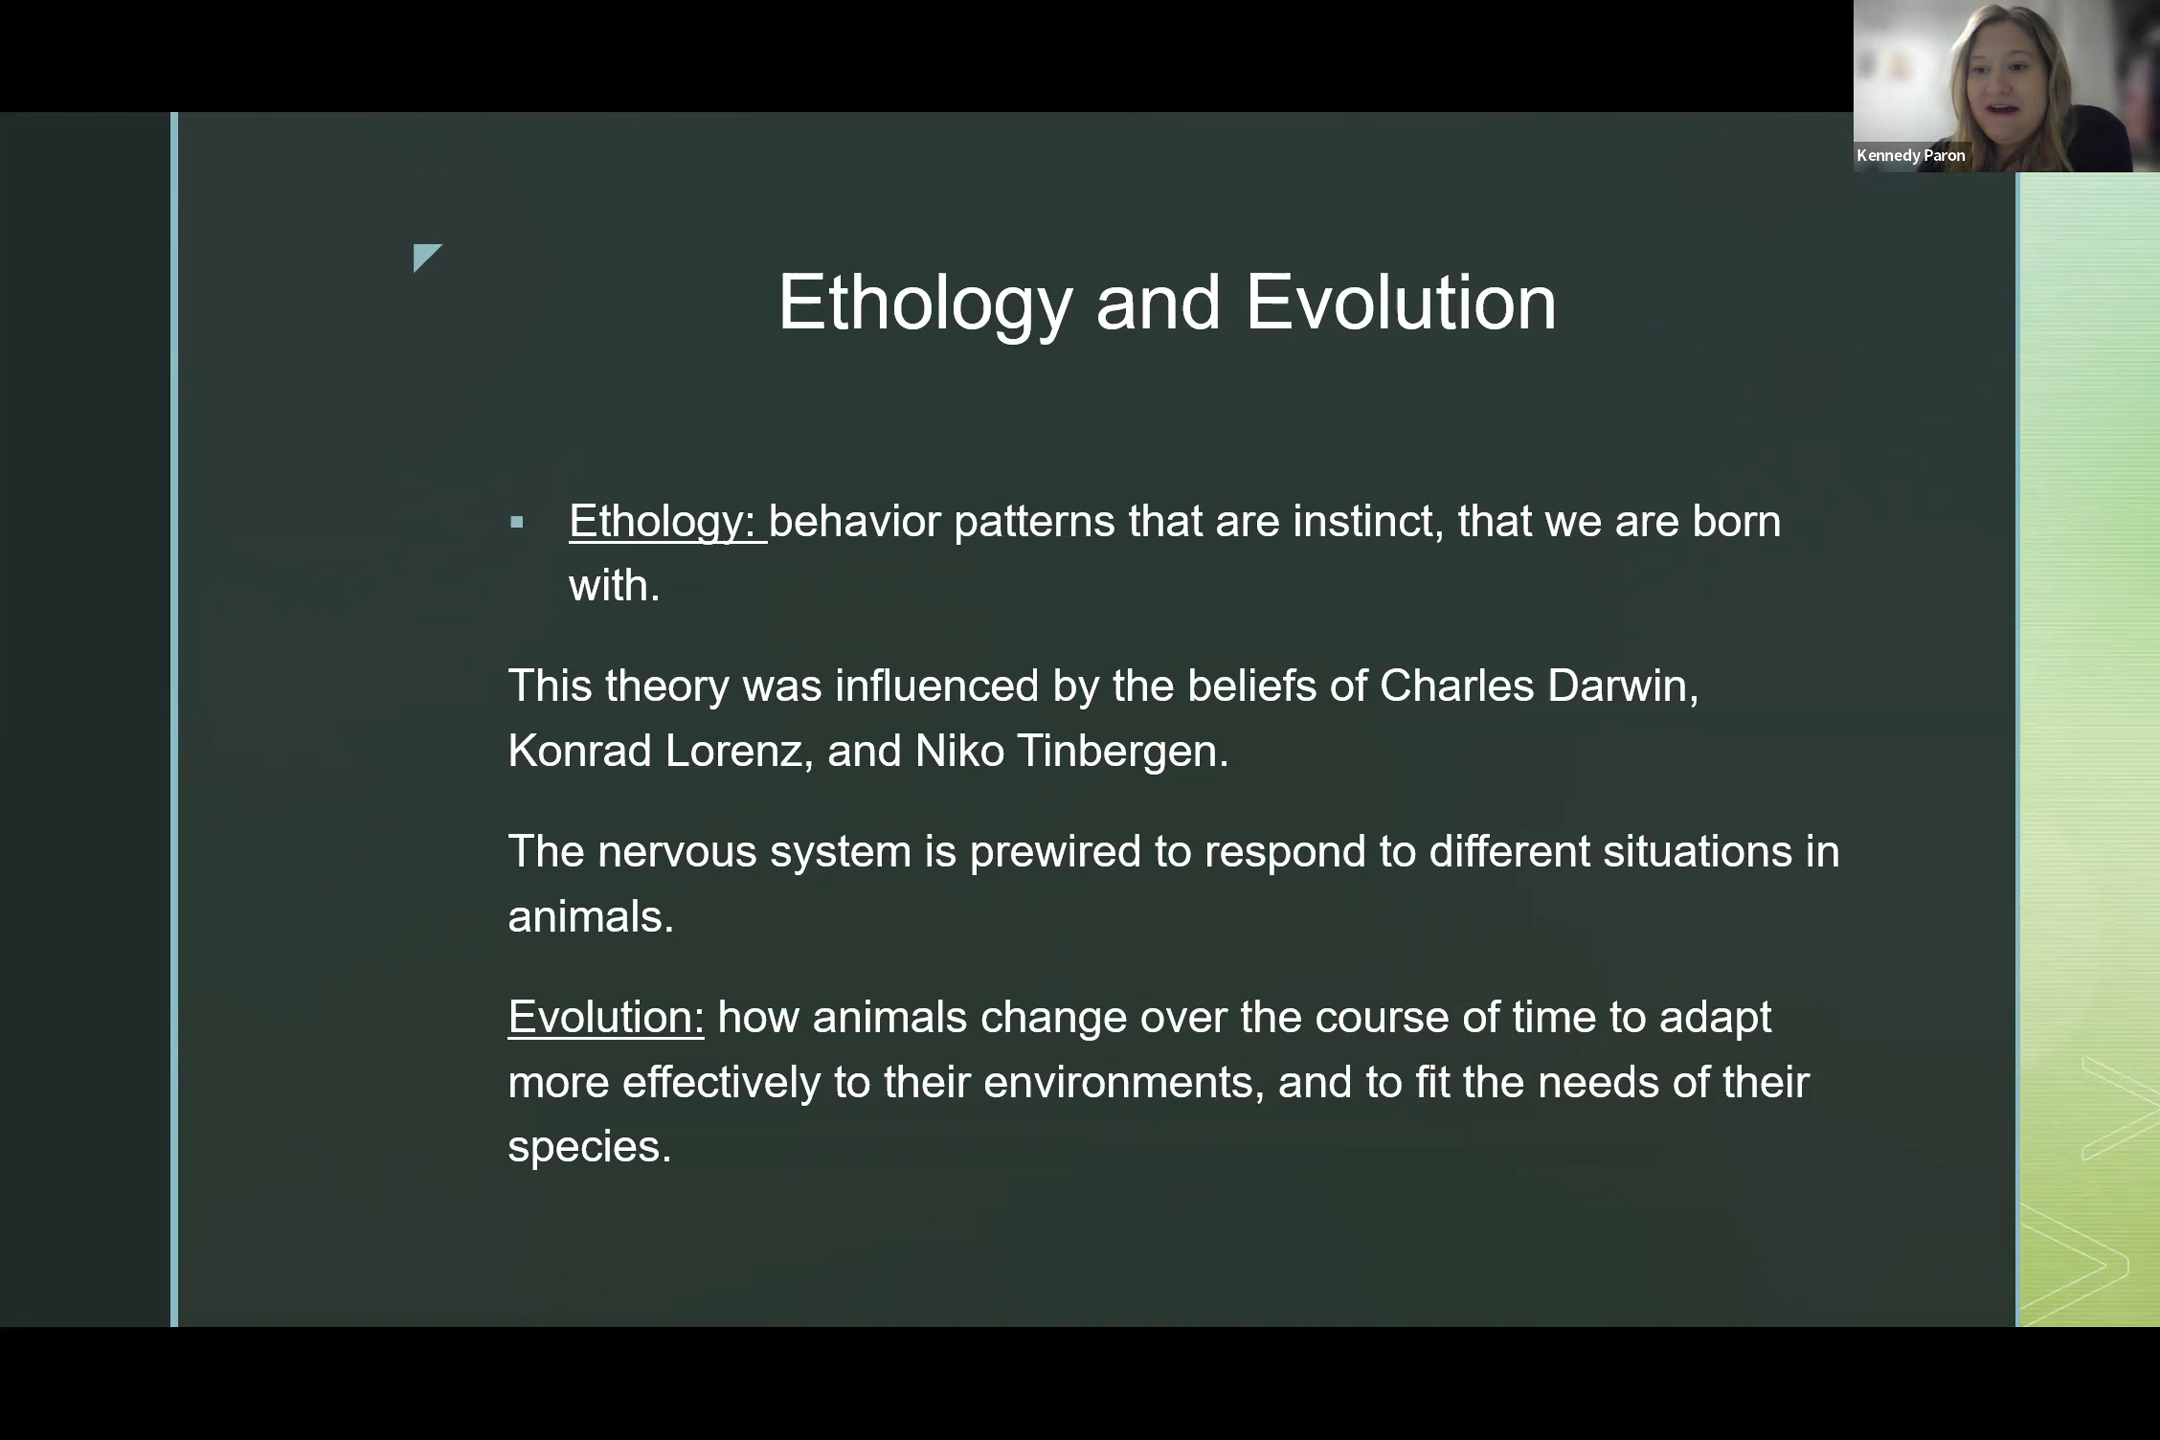 Kennedy Paron
Ethology and Evolution
▪ Ethology: behavior patterns that are instinct, that we are born
with.
This theory was influenced by the beliefs of Charles Darwin,
Konrad Lorenz, and Niko Tinbergen.
The nervous system is prewired to respond to different situations in
animals.
Evolution: how animals change over the course of time to adapt
more effectively to their environments, and to fit the needs of their
species.